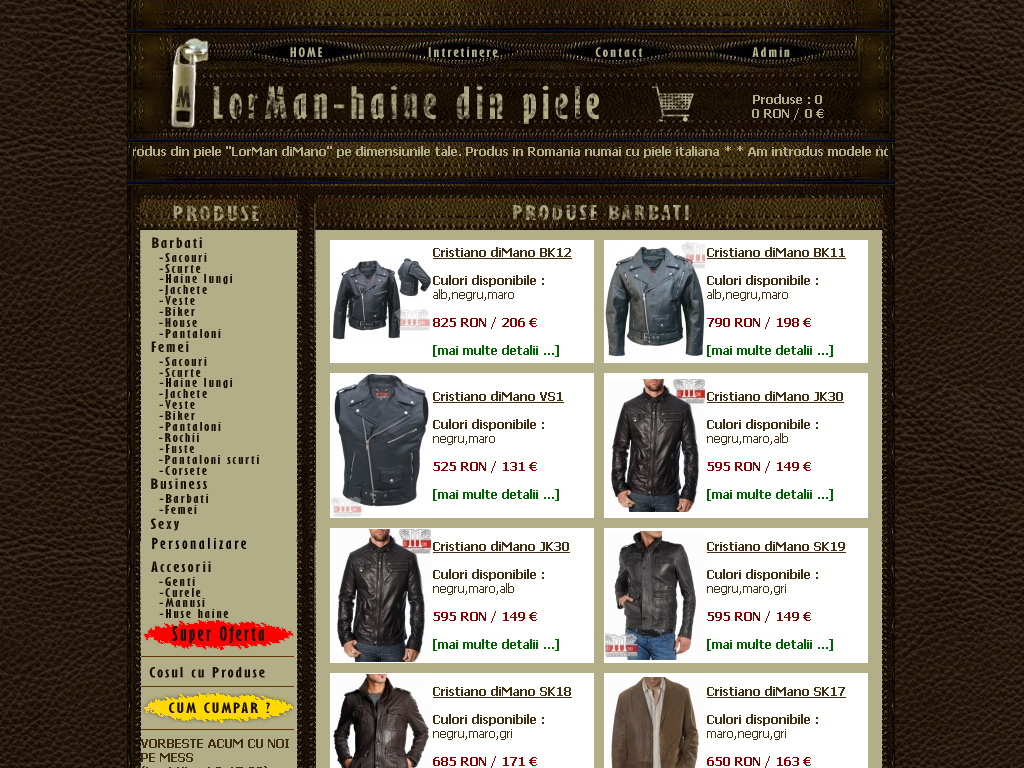 HOME
Intretinere
Contact
Admin
M
LorMan-haine din piele
Produse : 0
0 RON / 0 €
rodus din piele "LorMan diMano" pe dimensiunile tale. Produs in Romania numai cu piele italiana * * Am introdus modele no
PRODUSE
Barbati
-Sacouri
-Scurte
-Haine lungi
-Jachete
-Veste
-Biker
-House
-Pantaloni
Femei
-Sacouri
-Scurte
-Haine lungi
-Jachete
-Veste
-Biker
-Pantaloni
-Rochii
-Fuste
-Pantaloni scurti
-Corsete
Business
-Barbati
-Femei
Sexy
Personalizare
Accesorii
-Genti
-Curele
-Manusi
-Huse haine
Super Oferta
Cosul cu Produse
CUM CUMPAR ?
VORBESTE ACUM CU NOI
PE MESS
PRODUSE BARBATI
Cristiano diMano BK12
Culori disponibile :
alb,negru,maro
825 RON / 206 €
[mai multe detalii ...]
Cristiano diMano BK11
Culori disponibile :
alb,negru,maro
790 RON / 198 €
[mai multe detalii ...]
Cristiano diMano VS1
Culori disponibile :
negru,maro
525 RON / 131 €
[mai multe detalii ...]
Cristiano diMano JK30
Culori disponibile :
negru,maro,alb
595 RON / 149 €
[mai multe detalii ...]
Cristiano diMano JK30
Culori disponibile :
negru,maro,alb
595 RON / 149 €
[mai multe detalii ...]
Cristiano diMano SK19
Culori disponibile :
negru,maro,gri
595 RON / 149 €
[mai multe detalii ...]
Cristiano diMano SK18
Culori disponibile :
negru,maro,gri
685 RON / 171 €
Cristiano diMano SK17
Culori disponibile :
maro,negru,gri
650 RON / 163 €